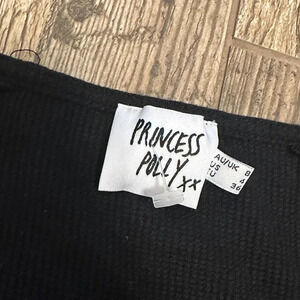 PRINCESS
POLLY
xx
AU/UK 8
US 4
EU 36